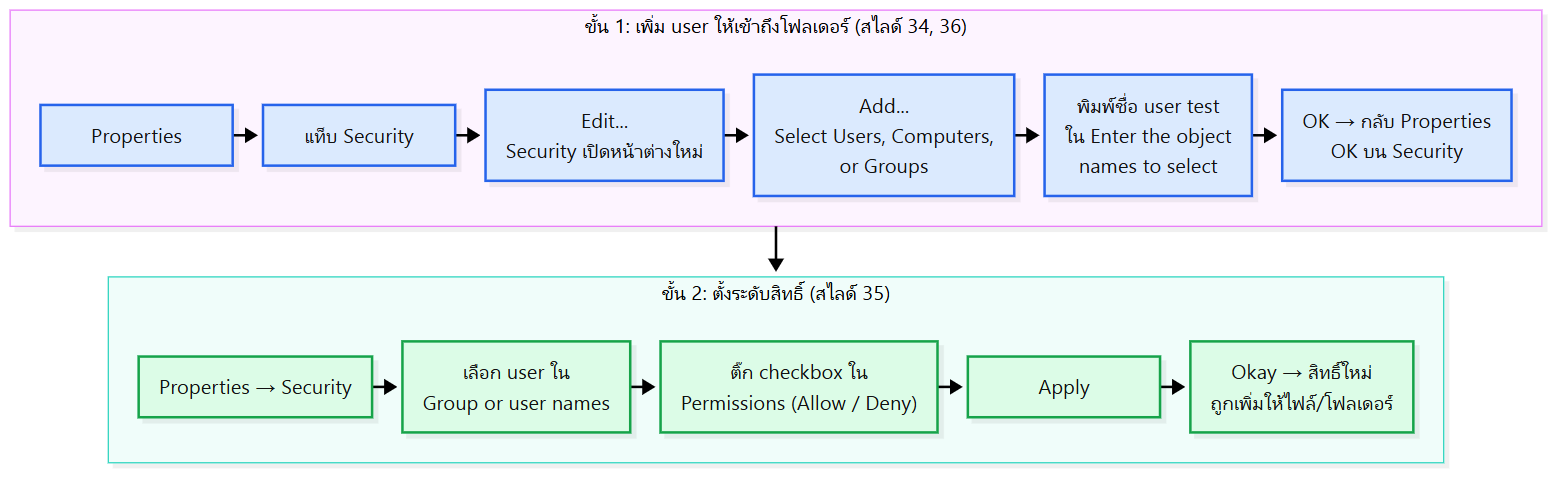 ขั้น 1: เพิ่ม user ให้เข้าถึงโฟลเดอร์ (สไลด์ 34, 36)
Properties
แท็บ Security
Edit...
Security เปิดหน้าต่างใหม่
Add...
Select Users, Computers,
or Groups
พิมพ์ชื่อ user test
ใน Enter the object
names to select
OK → กลับ Properties
OK บน Security
ขั้น 2: ตั้งระดับสิทธิ์ (สไลด์ 35)
Properties → Security
เลือก user ใน
Group or user names
ติ๊ก checkbox ใน
Permissions (Allow / Deny)
Apply
Okay → สิทธิ์ใหม่
ถูกเพิ่มให้ไฟล์/โฟลเดอร์